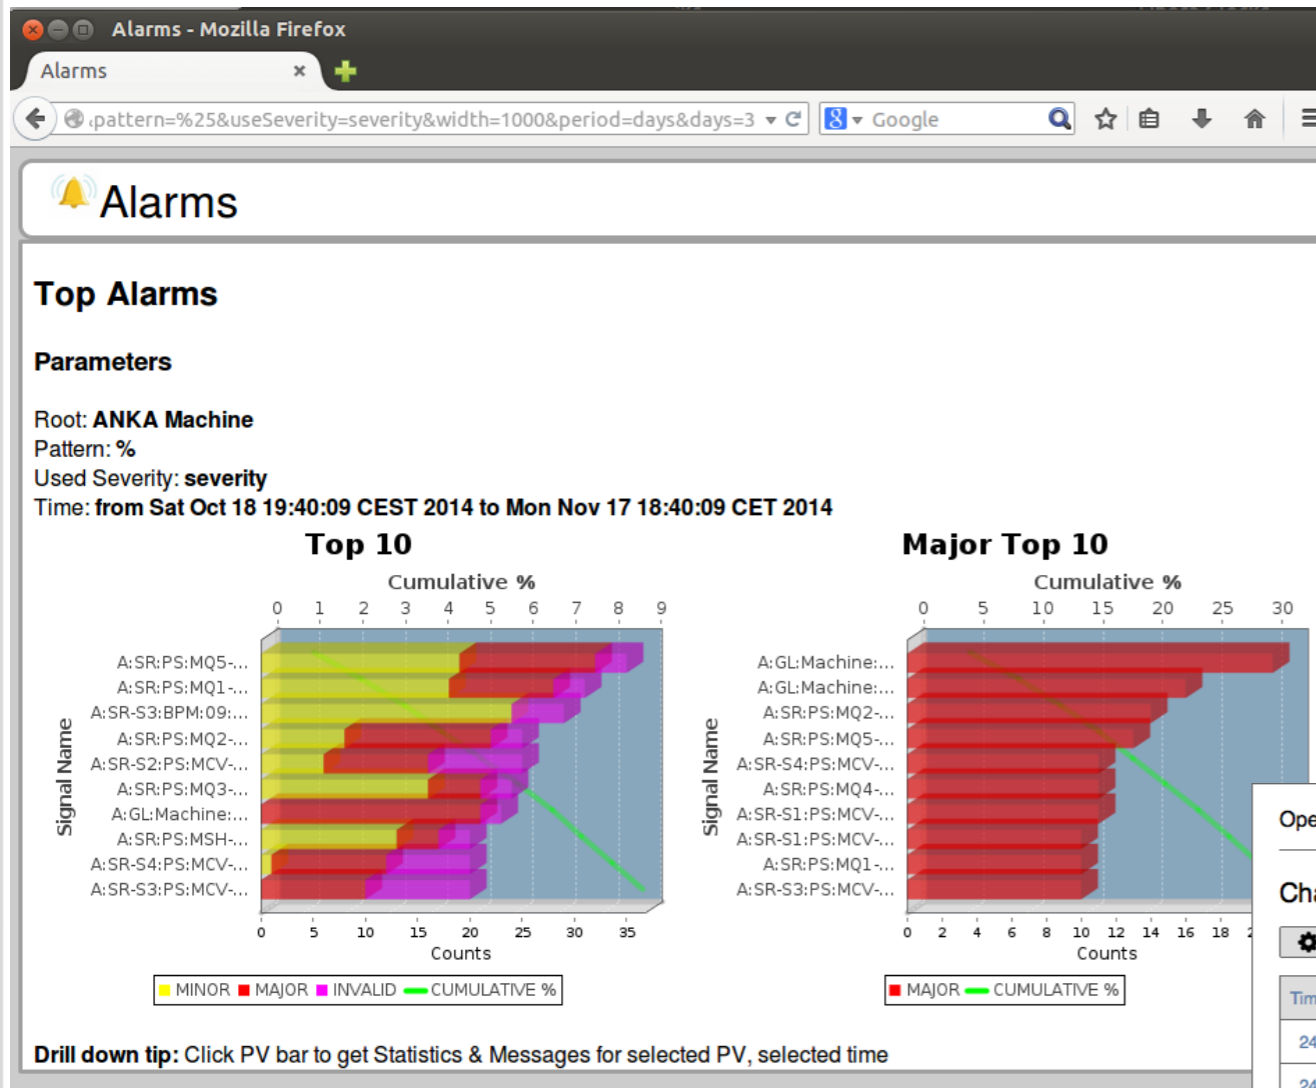 Alarms - Mozilla Firefox
Alarms
pattern=%25&useSeverity=severity&width=1000&period=days&days=3
Google
Alarms
Top Alarms
Parameters
Root: ANKA Machine
Pattern: %
Used Severity: severity
Time: from Sat Oct 18 19:40:09 CEST 2014 to Mon Nov 17 18:40:09 CET 2014
Top 10
Cumulative %
0 1 2 3 4 5 6 7 8 9
Signal Name
A:SR:PS:MQ5-...
A:SR:PS:MQ1-...
A:SR-S3:BPM:09:...
A:SR:PS:MQ2-...
A:SR-S2:PS:MCV-...
A:SR:PS:MQ3-...
A:GL:Machine:...
A:SR:PS:MSH-...
A:SR-S4:PS:MCV-...
A:SR-S3:PS:MCV-...
0 5 10 15 20 25 30 35
Counts
MINOR MAJOR INVALID CUMULATIVE %
Major Top 10
Cumulative %
0 5 10 15 20 25 30
Signal Name
A:GL:Machine:...
A:GL:Machine:...
A:SR:PS:MQ2-...
A:SR:PS:MQ5-...
A:SR-S4:PS:MCV-...
A:SR:PS:MQ4-...
A:SR-S1:PS:MCV-...
A:SR-S1:PS:MCV-...
A:SR:PS:MQ1-...
A:SR-S3:PS:MCV-...
0 2 4 6 8 10 12 14 16 18
Counts
MAJOR CUMULATIVE %
Drill down tip: Click PV bar to get Statistics & Messages for selected PV, selected time
Ope
Cha
Tim
24